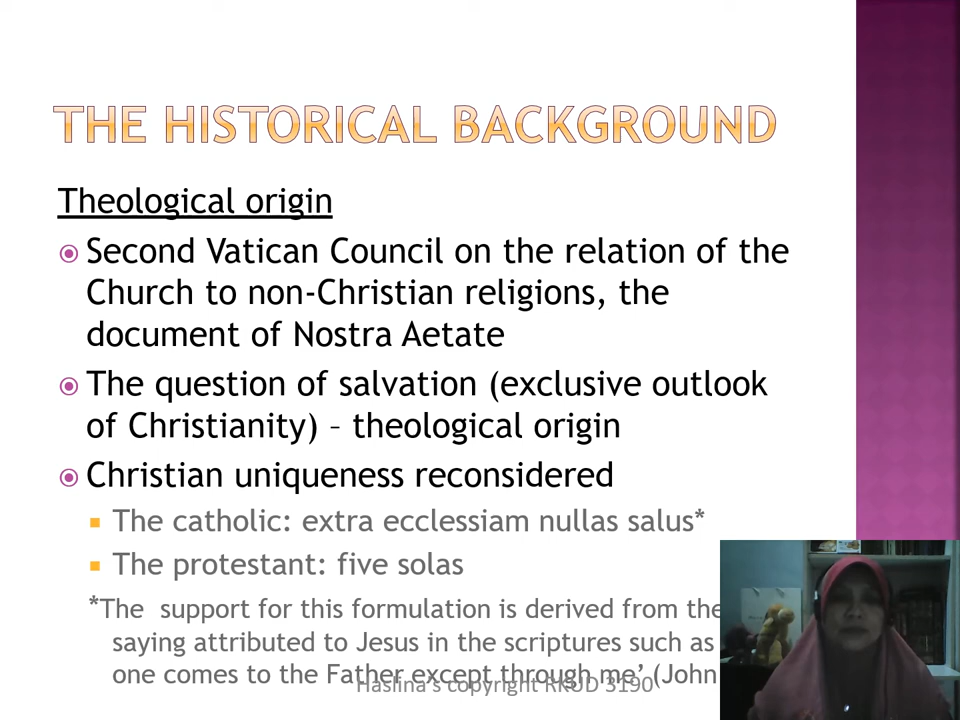 THE HISTORICAL BACKGROUND
Theological origin
Second Vatican Council on the relation of the
Church to non-Christian religions, the
document of Nostra Aetate
The question of salvation (exclusive outlook
of Christianity) – theological origin
Christian uniqueness reconsidered
The catholic: extra ecclessiam nullas salus*
The protestant: five solas
*The support for this formulation is derived from the
saying attributed to Jesus in the scriptures such as
one comes to the Father except through me’ (John
Haslina's copyright RKUD 3190